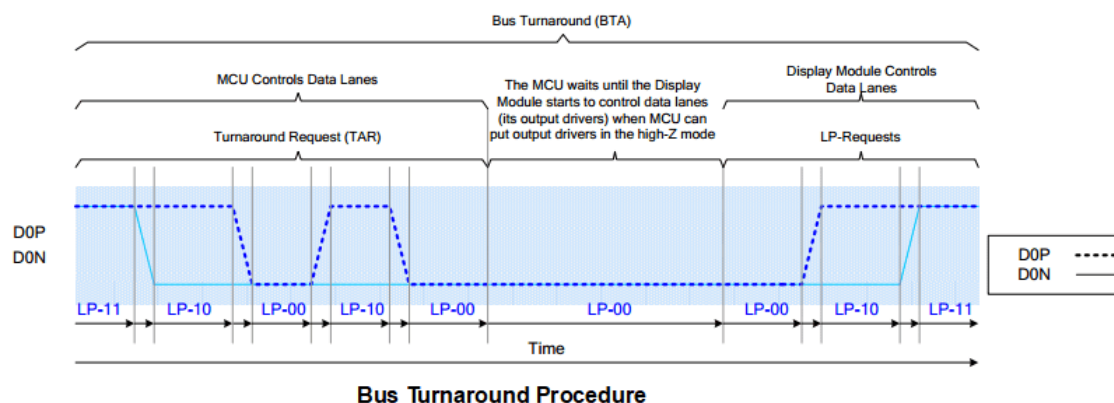 Bus Turnaround (BTA)
MCU Controls Data Lanes
The MCU waits until the Display
Module starts to control data lanes
(its output drivers) when MCU can
put output drivers in the high-Z mode
Display Module Controls
Data Lanes
Turnaround Request (TAR)
LP-Requests
D0P
D0N
D0P
D0N
LP-11
LP-10
LP-00
LP-10
LP-00
LP-00
LP-00
LP-10
LP-11
Time
Bus Turnaround Procedure